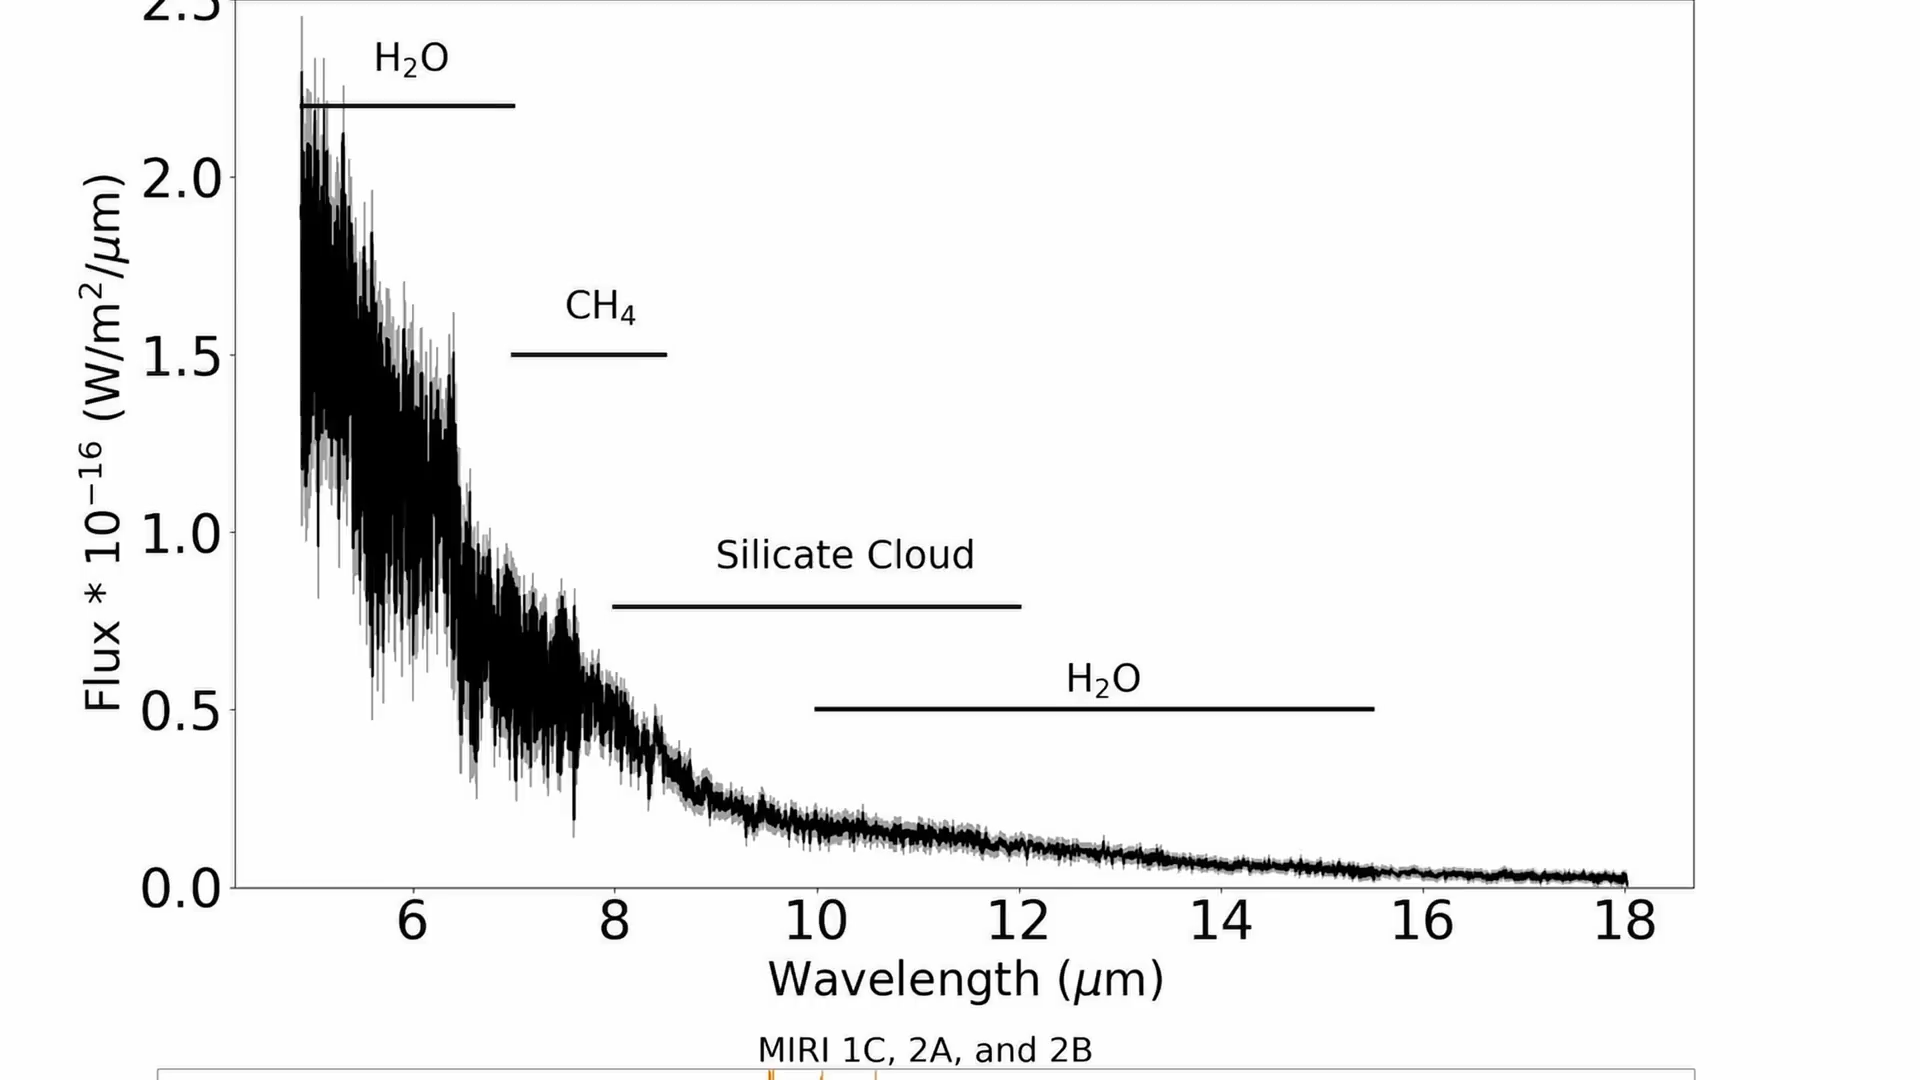 2.5
H₂O
2.0
CH₄
1.5
Flux * 10⁻¹⁶ (W/m²/μm)
1.0
Silicate Cloud
H₂O
0.5
0.0
6 8 10 12 14 16 18
Wavelength (μm)
MIRI 1C, 2A, and 2B